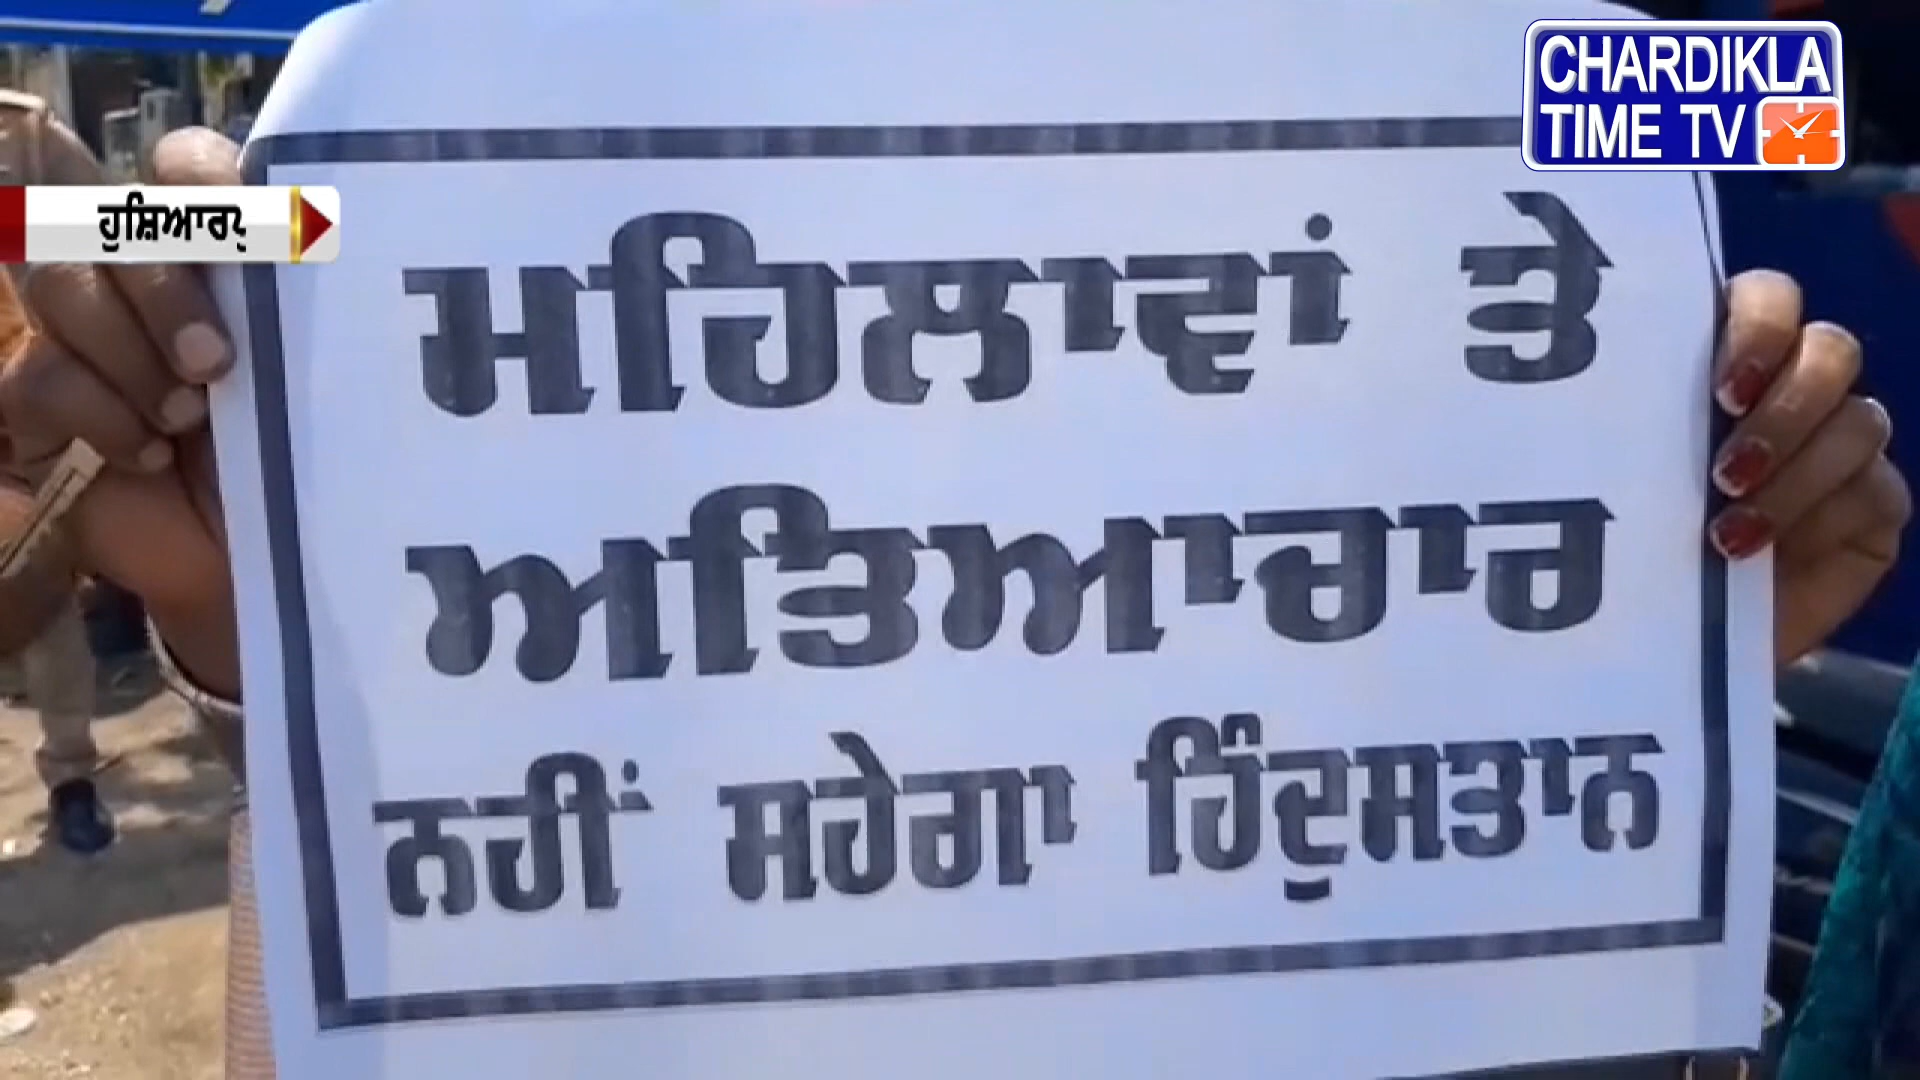 CHARDIKLA
TIME TV
ਹੁਸ਼ਿਆਰਪੁ
ਮਹਿਲਾਵਾਂ ਤੇ
ਅਤਿਆਚਾਰ
ਨਹੀਂ ਸਹੇਗਾ ਹਿੰਦੁਸਤਾਨ